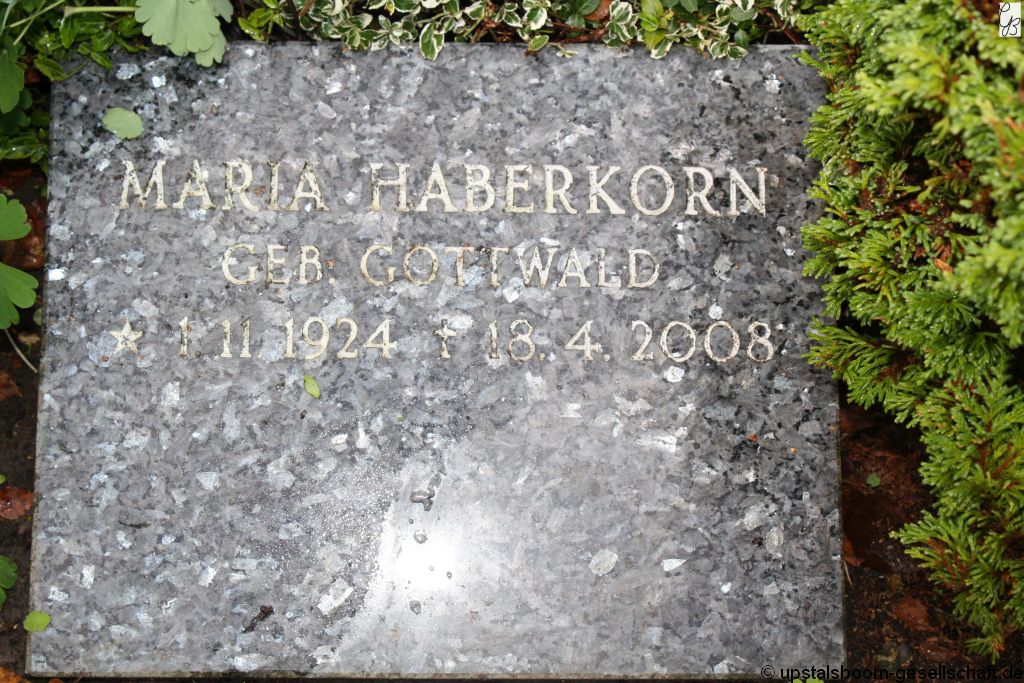 MARIA HABERKORN
GEB. GOTTWALD
☆ 1. 11. 1924 ✝ 18. 4. 2008
© upstalsboom-gesellschaft.de